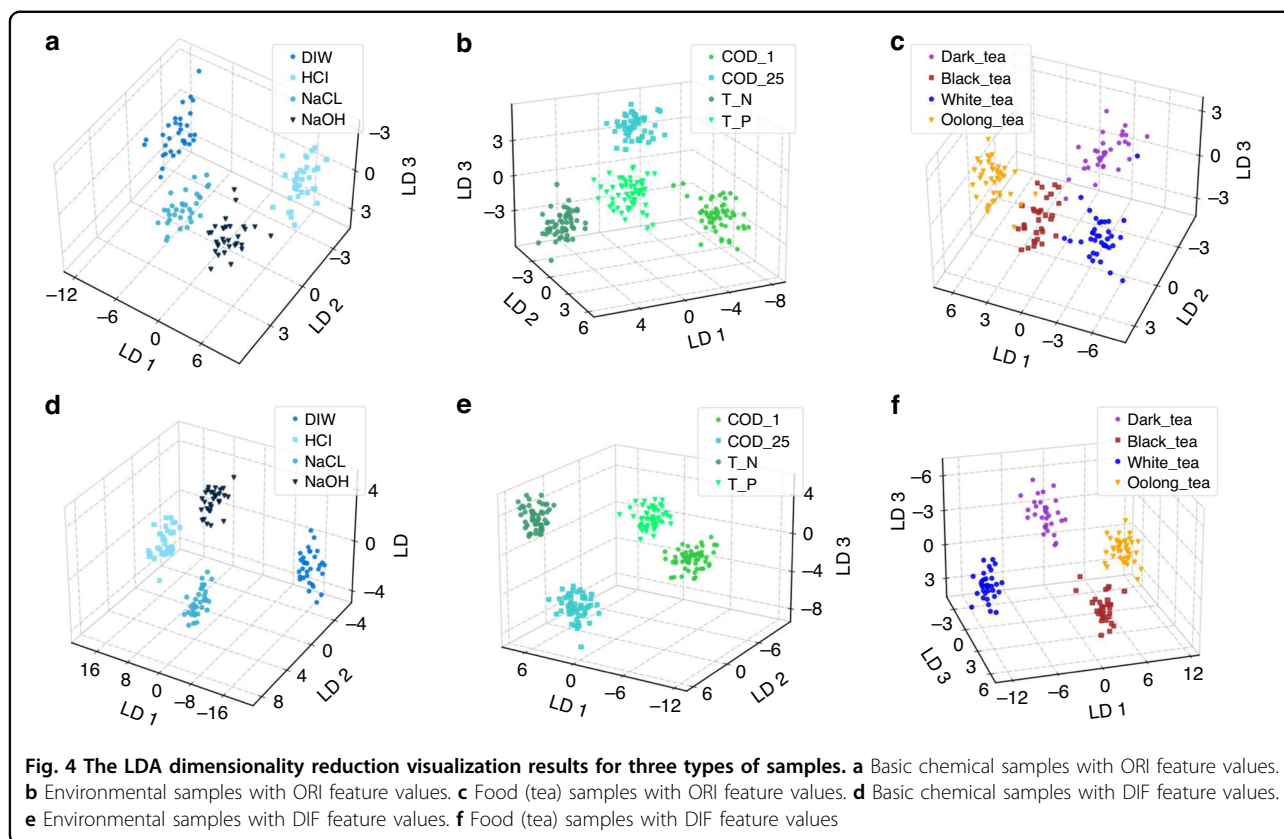 a
DIW
HCl
NaCL
NaOH
−3
0
3
LD 3
−12
−6
0
6
LD 1
−3
0
3
LD 2
b
COD_1
COD_25
T_N
T_P
3
0
−3
LD 3
−3
0
3
6
LD 2
4
0
−4
−8
LD 1
c
Dark_tea
Black_tea
White_tea
Oolong_tea
3
0
−3
LD 3
6
3
0
−3
−6
LD 1
−3
0
3
LD 2
d
DIW
HCl
NaCL
NaOH
4
0
−4
LD
16
8
0
−8
−16
LD 1
−4
0
4
8
LD 2
e
COD_1
COD_25
T_N
T_P
4
0
−4
−8
LD 3
6
0
−6
−12
LD 1
−6
0
6
LD 2
f
Dark_tea
Black_tea
White_tea
Oolong_tea
−6
−3
0
3
LD 3
−3
0
3
6
LD 3
−12
−6
0
6
12
LD 1
Fig. 4 The LDA dimensionality reduction visualization results for three types of samples. a Basic chemical samples with ORI feature values.
b Environmental samples with ORI feature values. c Food (tea) samples with ORI feature values. d Basic chemical samples with DIF feature values.
e Environmental samples with DIF feature values. f Food (tea) samples with DIF feature values